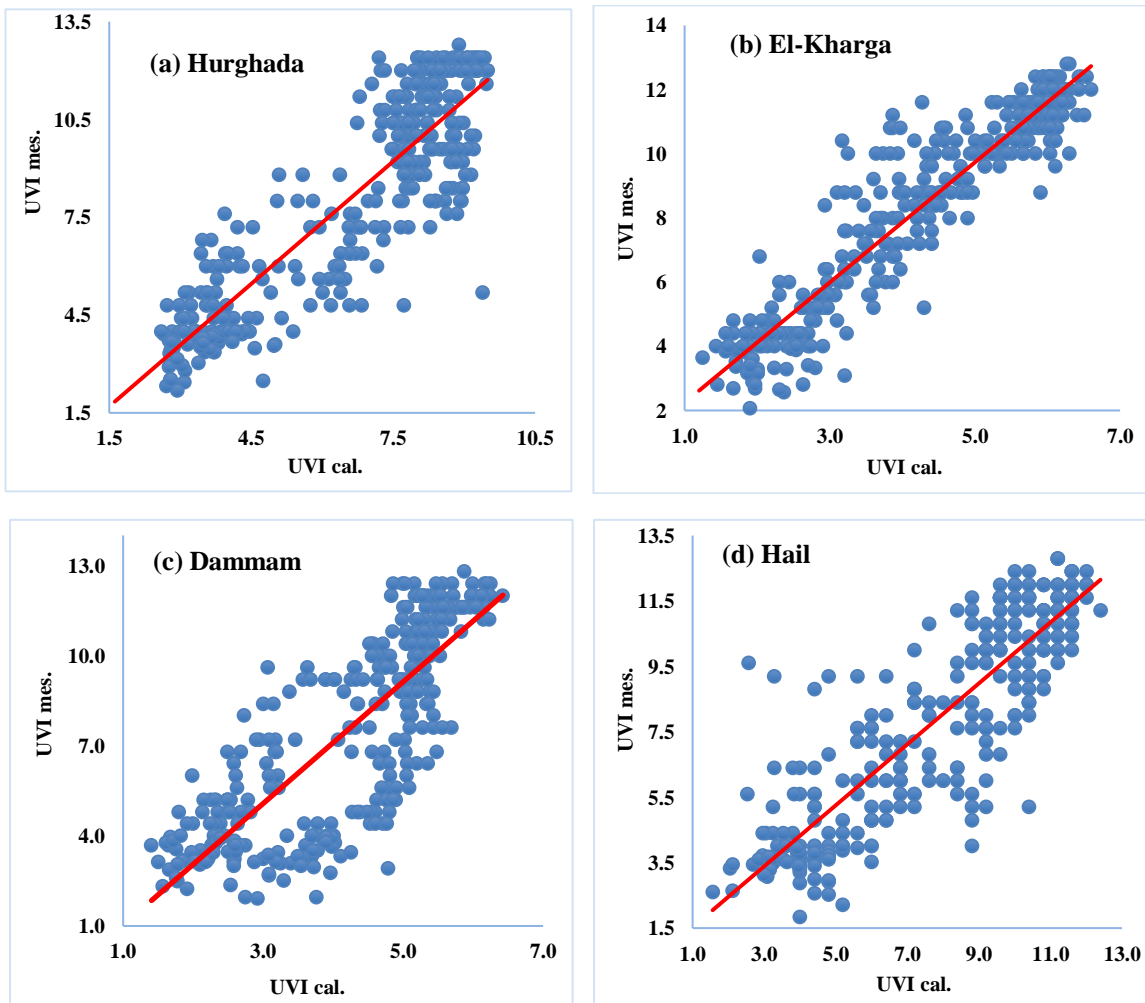 (a) Hurghada
UVI mes.
13.5
10.5
7.5
4.5
1.5
1.5 4.5 7.5 10.5
UVI cal.
(b) El-Kharga
UVI mes.
14
12
10
8
6
4
2
1.0 3.0 5.0 7.0
UVI cal.
(c) Dammam
UVI mes.
13.0
10.0
7.0
4.0
1.0
1.0 3.0 5.0 7.0
UVI cal.
(d) Hail
UVI mes.
13.5
11.5
9.5
7.5
5.5
3.5
1.5
1.0 3.0 5.0 7.0 9.0 11.0 13.0
UVI cal.